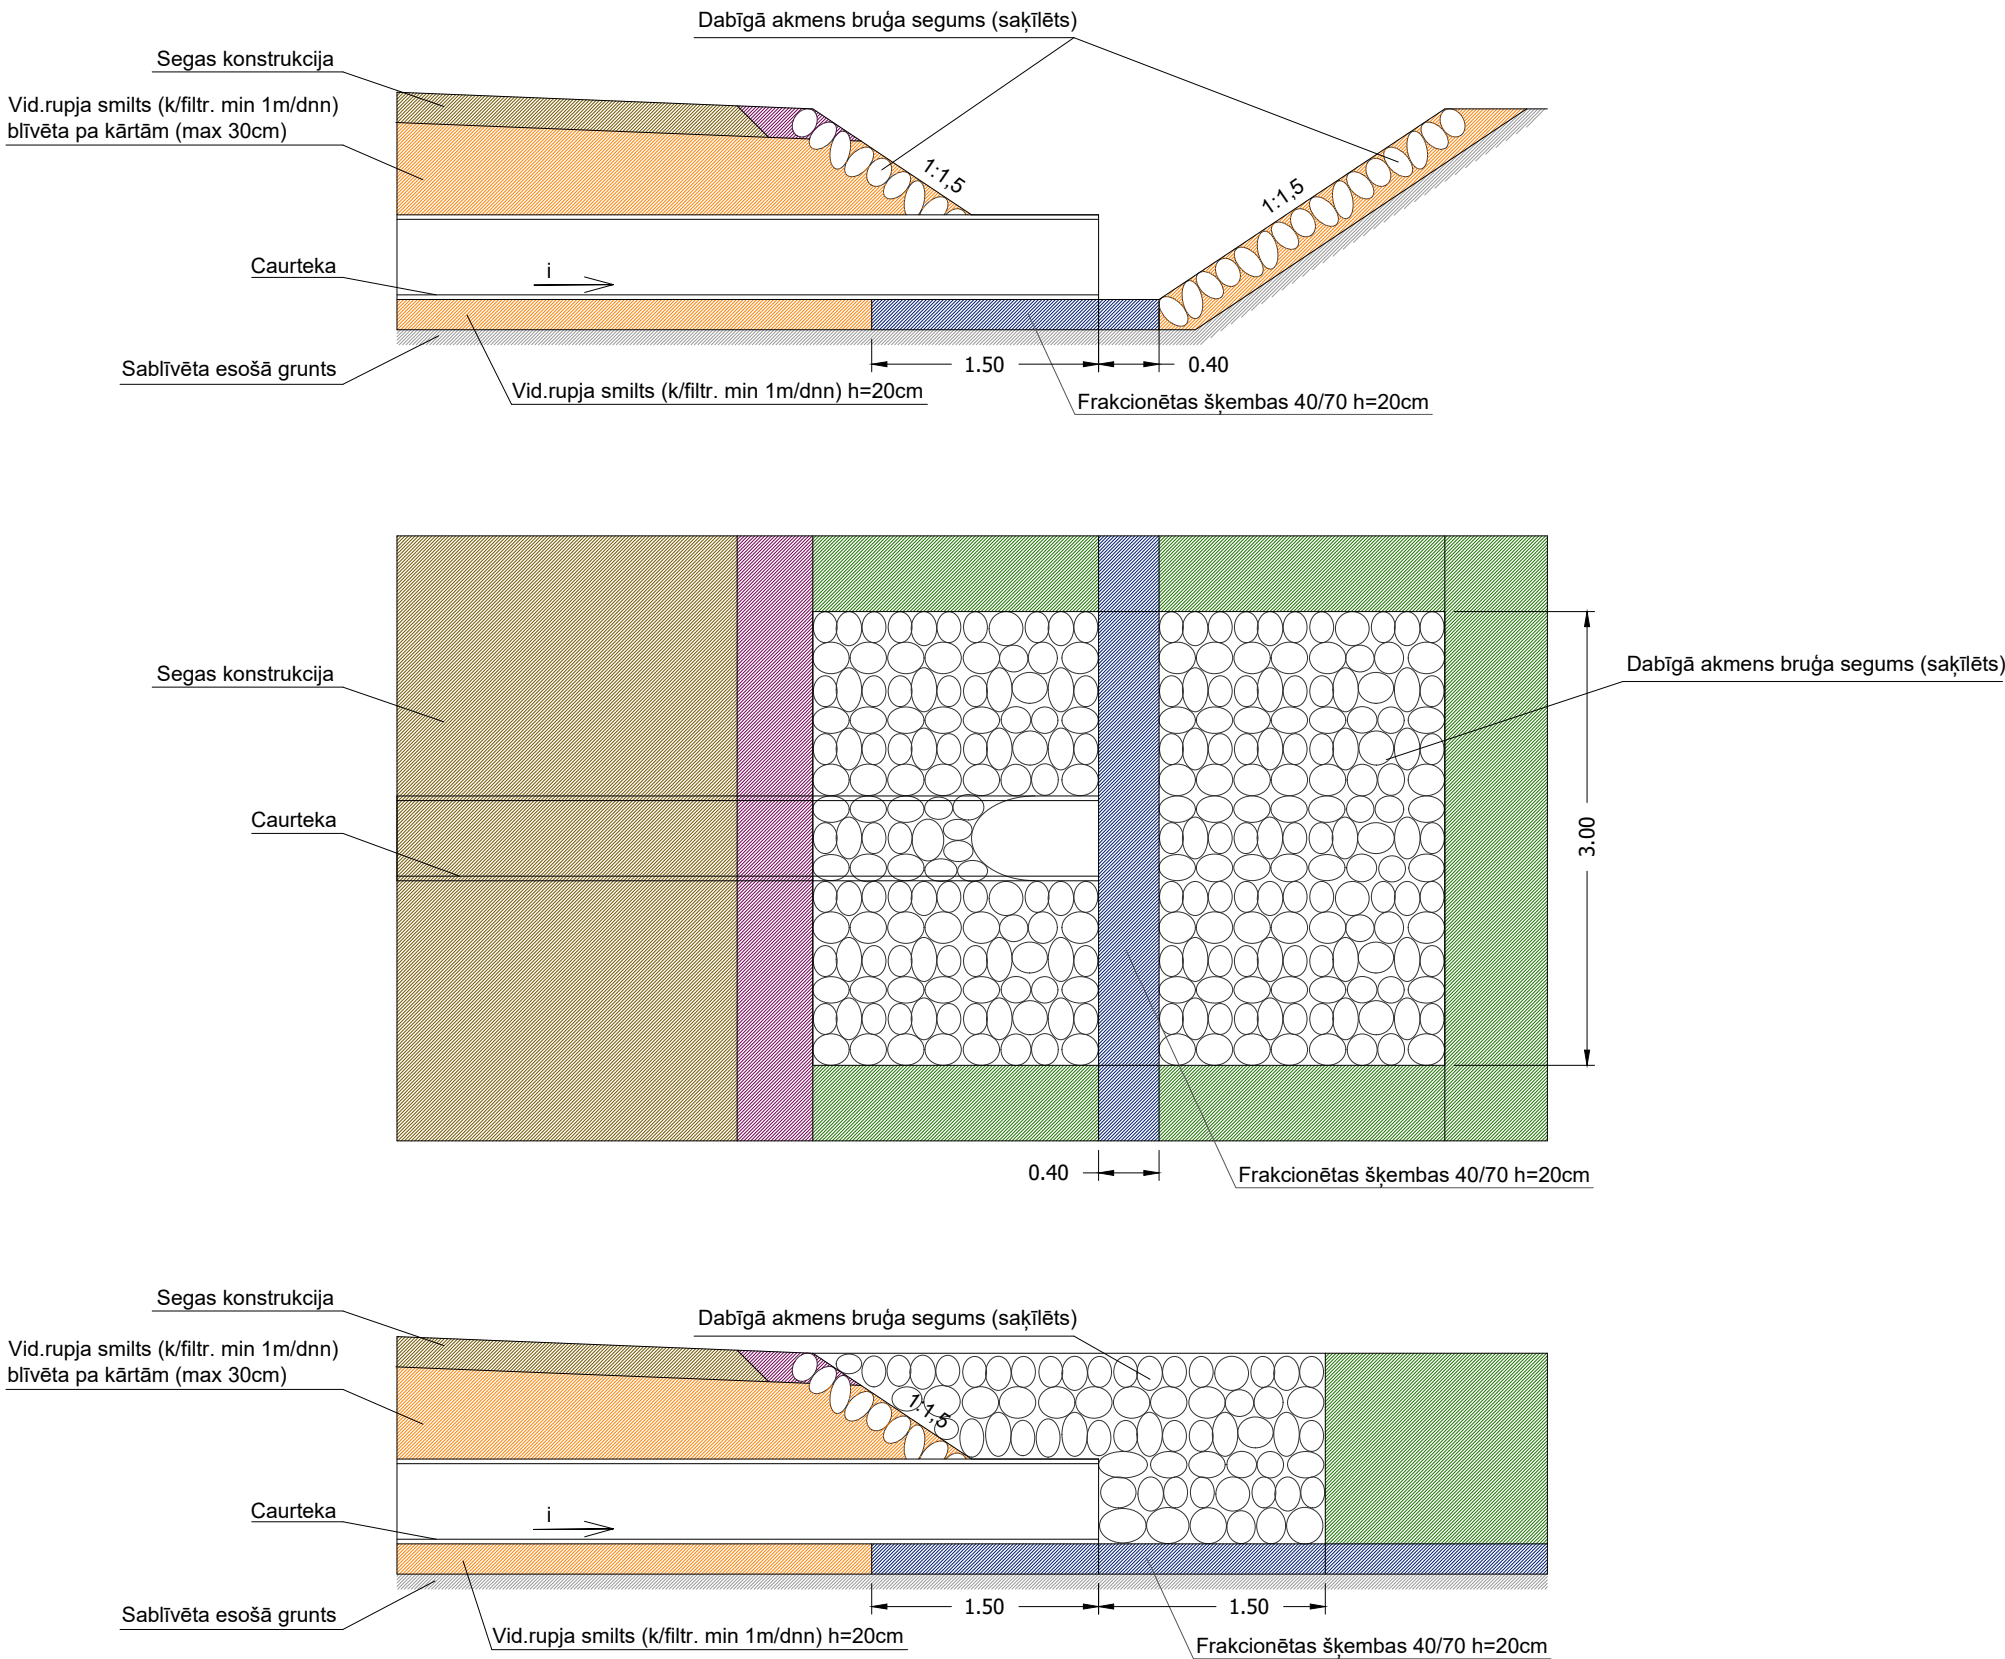 Dabīgā akmens bruģa segums (saķīlēts)
Segas konstrukcija
Vid.rupja smilts (k/filtr. min 1m/dnn)
blīvēta pa kārtām (max 30cm)
1:1,5
1:1,5
Caurteka
i
Sablīvēta esošā grunts
1.50
0.40
Vid.rupja smilts (k/filtr. min 1m/dnn) h=20cm
Frakcionētas šķembas 40/70 h=20cm
Segas konstrukcija
Dabīgā akmens bruģa segums (saķīlēts)
Caurteka
3.00
0.40
Frakcionētas šķembas 40/70 h=20cm
Segas konstrukcija
Dabīgā akmens bruģa segums (saķīlēts)
Vid.rupja smilts (k/filtr. min 1m/dnn)
blīvēta pa kārtām (max 30cm)
1:1,5
Caurteka
i
Sablīvēta esošā grunts
1.50
1.50
Vid.rupja smilts (k/filtr. min 1m/dnn) h=20cm
Frakcionētas šķembas 40/70 h=20cm